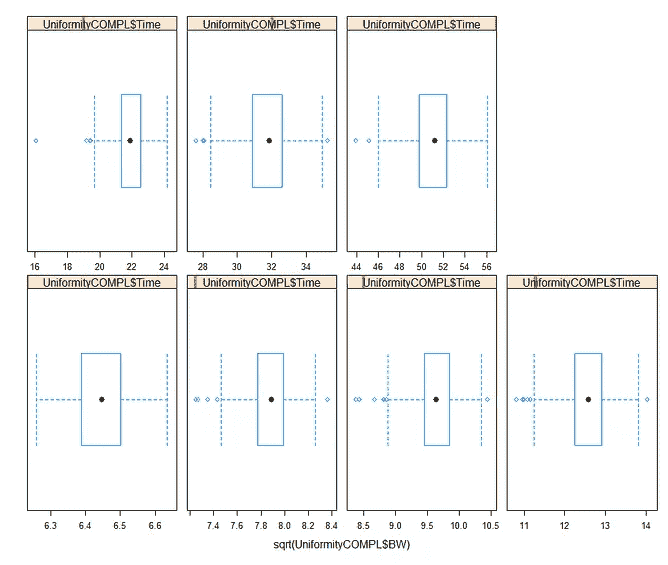 UniformityCOMPL$Time UniformityCOMPL$Time UniformityCOMPL$Time
16 18 20 22 24 28 30 32 34 44 46 48 50 52 54 56
UniformityCOMPL$Time UniformityCOMPL$Time UniformityCOMPL$Time UniformityCOMPL$Time
6.3 6.4 6.5 6.6 7.4 7.6 7.8 8.0 8.2 8.4 8.5 9.0 9.5 10.0 10.5 11 12 13 14
sqrt(UniformityCOMPL$BW)